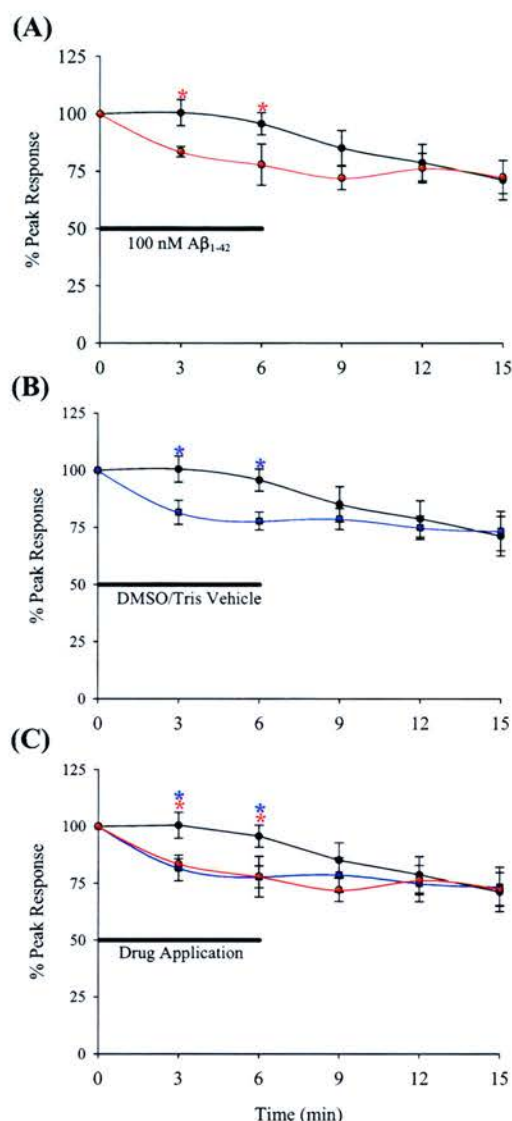 (A)
125
100
75
50
25
0
% Peak Response
* *
100 nM Aβ₁₋₄₂
0 3 6 9 12 15
(B)
125
100
75
50
25
0
% Peak Response
* *
DMSO/Tris Vehicle
0 3 6 9 12 15
(C)
125
100
75
50
25
0
% Peak Response
* *
* *
Drug Application
0 3 6 9 12 15
Time (min)